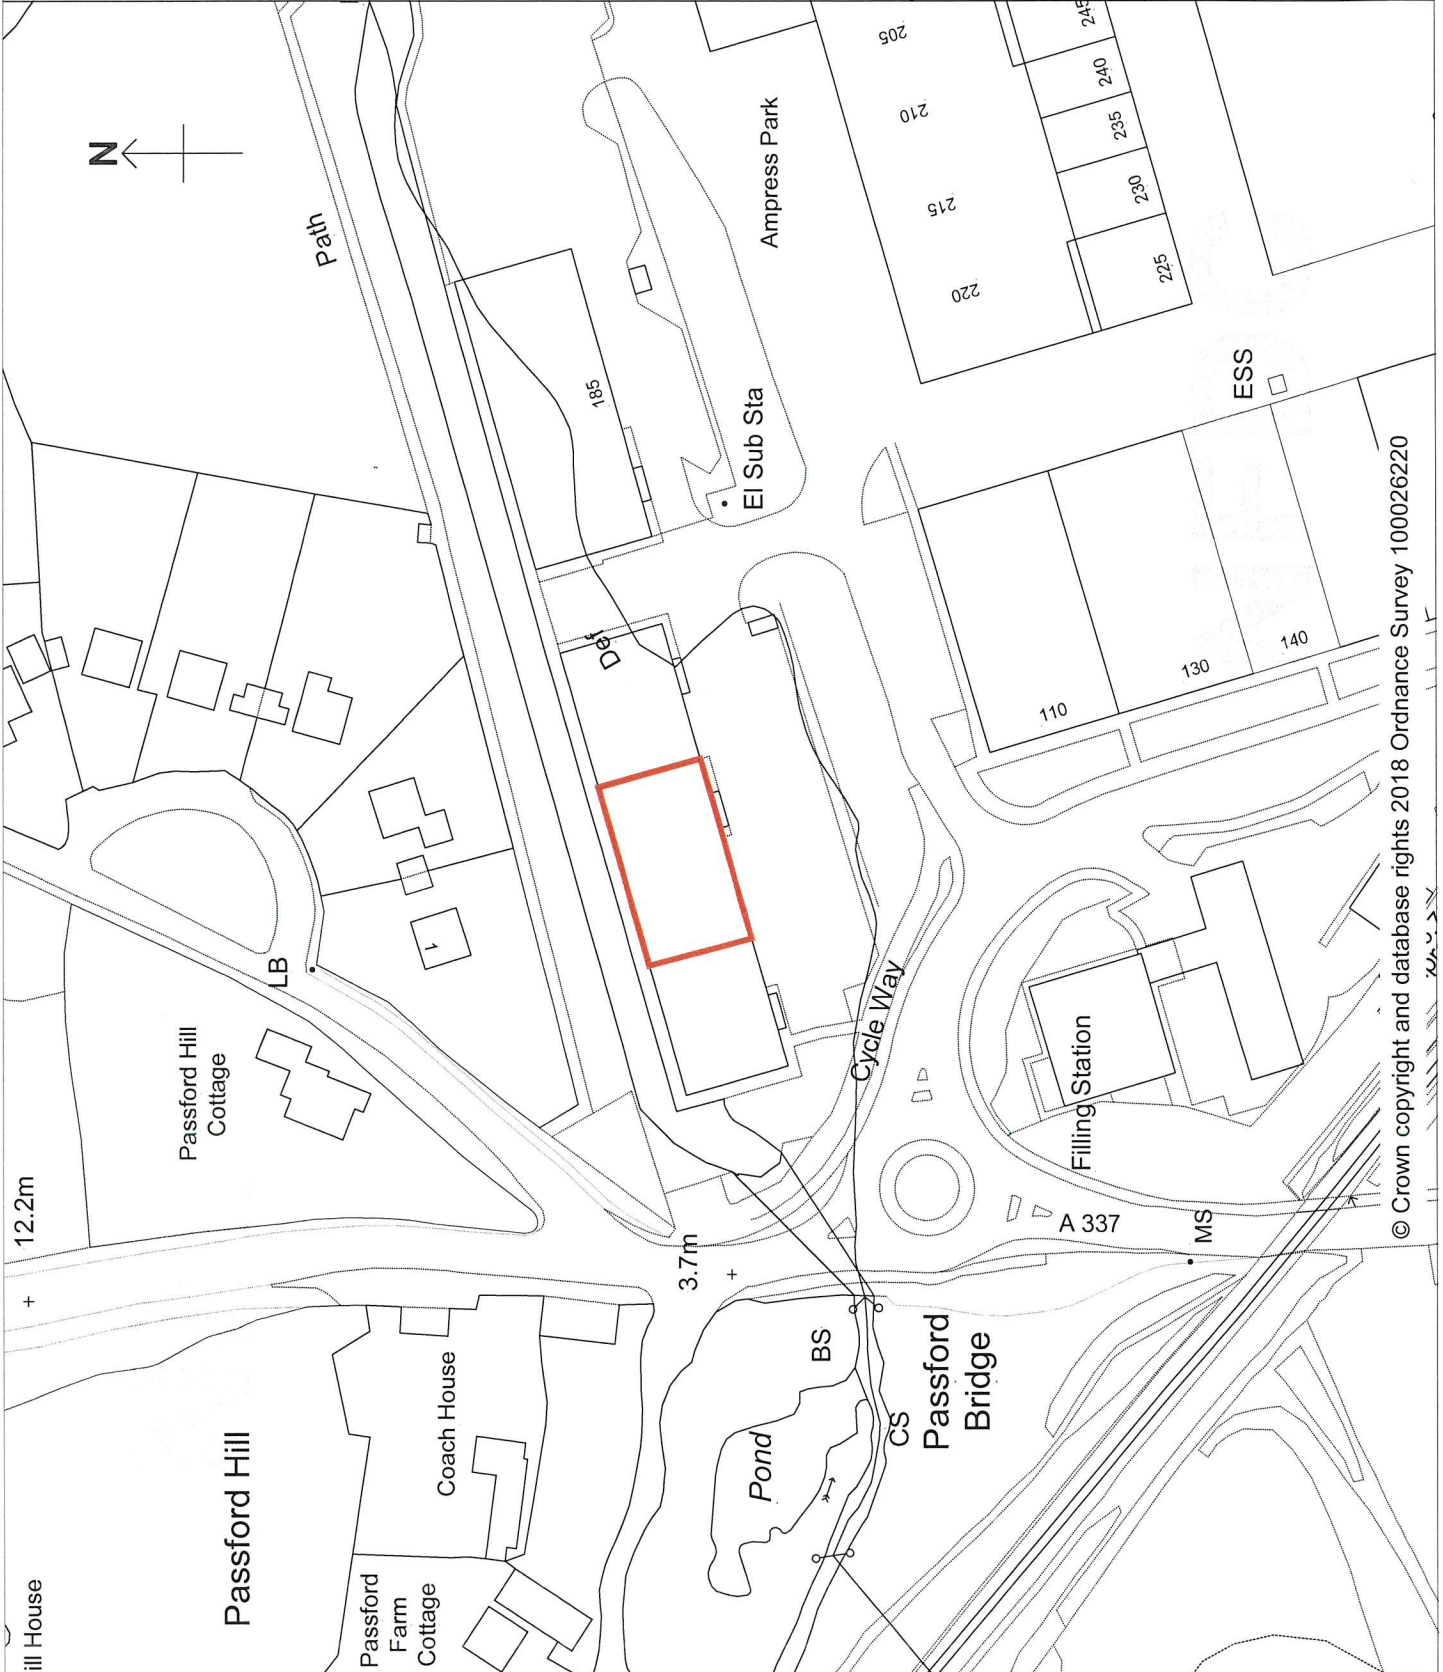 ill House
12.2m
Passford Hill
Passford Hill
Cottage
LB
1
Path
N
Coach House
Passford
Farm
Cottage
3.7m
Def
185
El Sub Sta
Ampress Park
205
210
215
220
225
230
235
240
245
Pond
BS
CS
Passford
Bridge
Cycle Way
A 337
MS
Filling Station
110
130
140
ESS
© Crown copyright and database rights 2018 Ordnance Survey 100026220